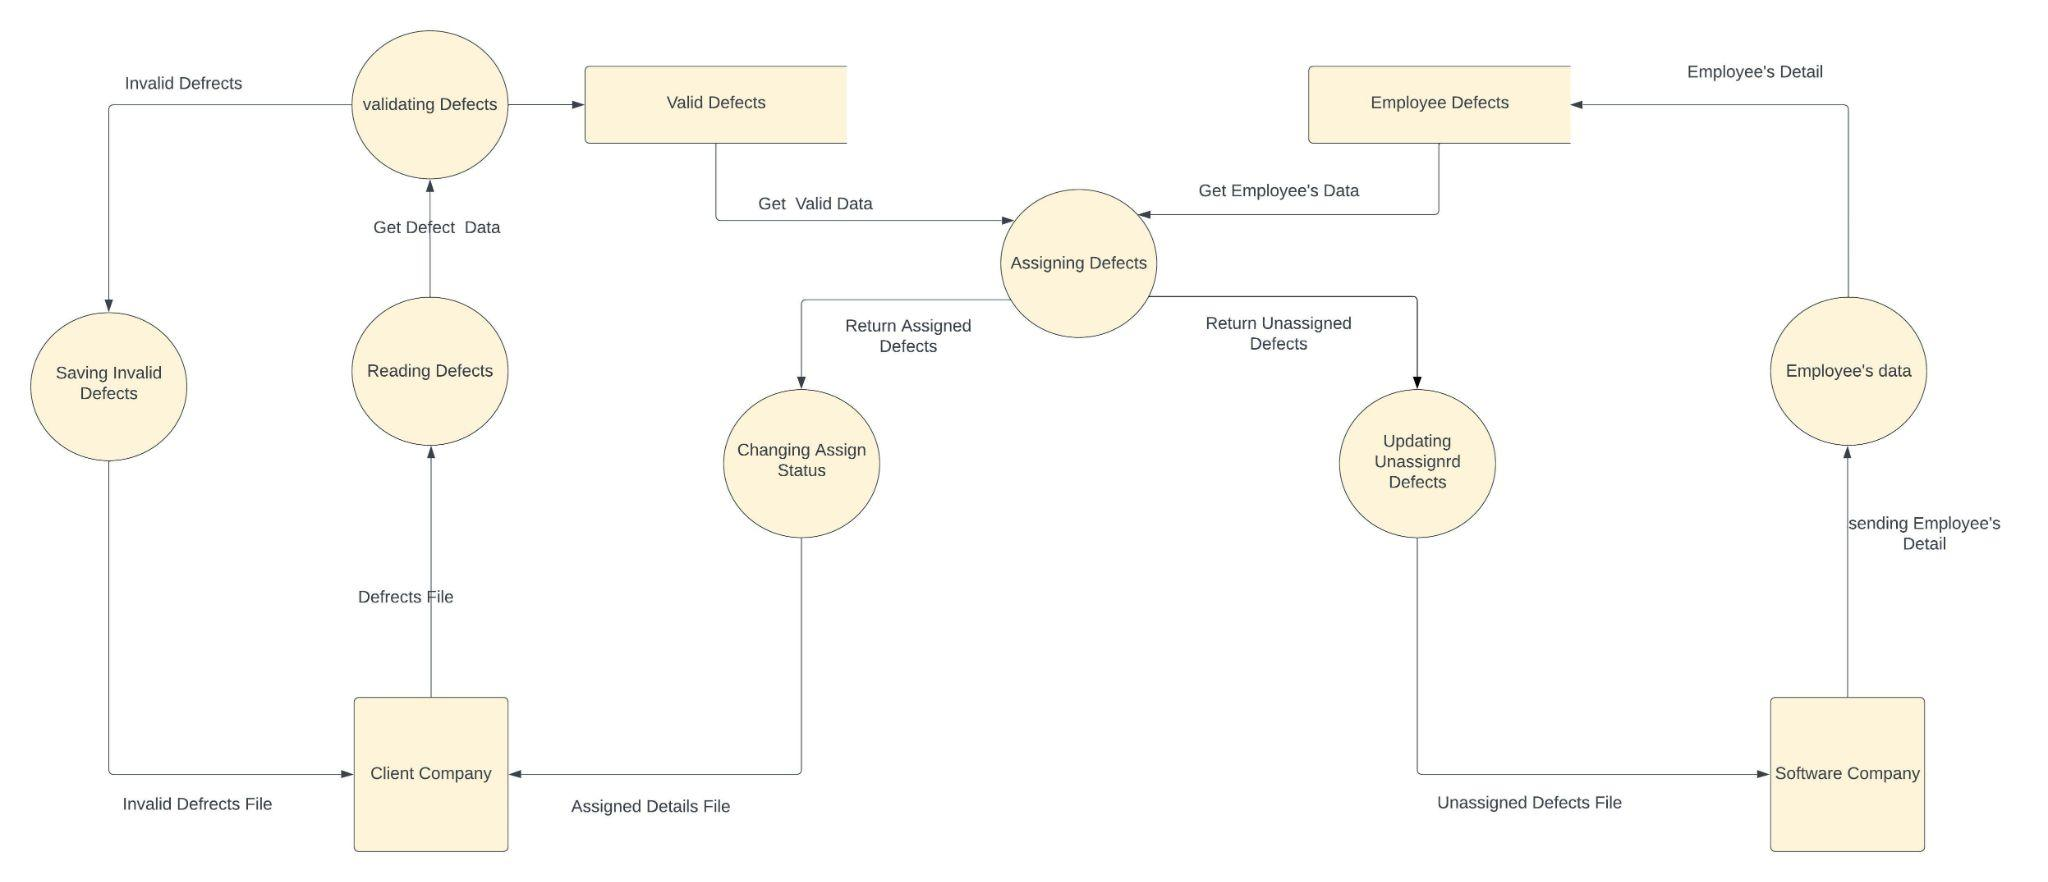 Employee's Detail
Invalid Defrects
validating Defects
Valid Defects
Employee Defects
Get Employee's Data
Get  Valid Data
Get Defect  Data
Assigning Defects
Return Assigned
Defects
Return Unassigned
Defects
Saving Invalid
Defects
Reading Defects
Employee's data
Changing Assign
Status
Updating
Unassignrd
Defects
sending Employee's
Detail
Defrects File
Client Company
Software Company
Invalid Defrects File
Assigned Details File
Unassigned Defects File